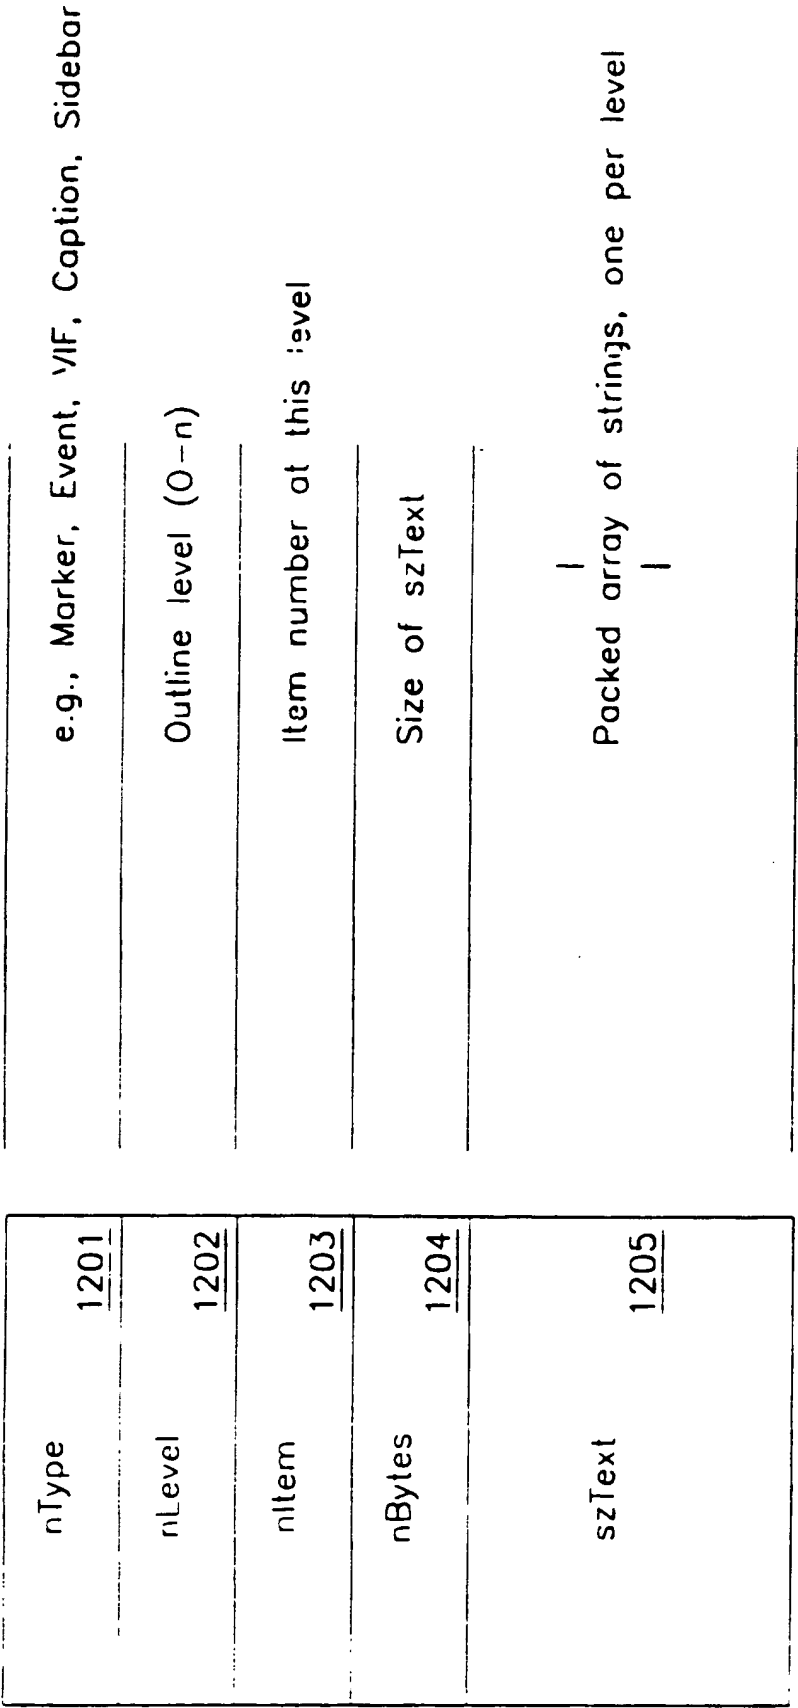 nType 1201 e.g., Marker, Event, VIF, Caption, Sidebar
nLevel 1202 Outline level (0-n)
nItem 1203 Item number at this level
nBytes 1204 Size of szText
szText 1205 Packed array of strings, one per level